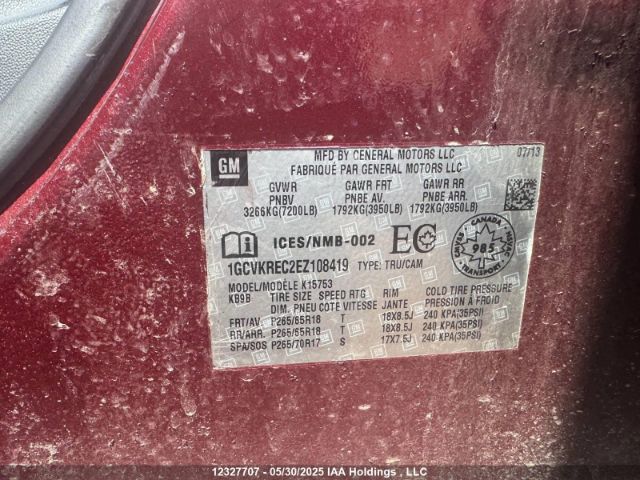 GM
MFD BY GENERAL MOTORS LLC 07/13
FABRIQUÉ PAR GENERAL MOTORS LLC
GVWR GAWR FRT GAWR RR
PNBV PNBE AV. PNBE ARR.
3266KG(7200LB) 1792KG(3950LB) 1792KG(3950LB)
ICES/NMB-002 EC
CANADA
985
TRANSPORT
1GCVKREC2EZ108419 TYPE: TRU/CAM
MODEL/MODÈLE K15753
KB9B TIRE SIZE SPEED RTG RIM COLD TIRE PRESSURE
DIM. PNEU COTE VITESSE JANTE PRESSION À FROID
FRT/AV. P265/65R18 T 18X8.5J 240 KPA(35PSI)
RR/ARR. P265/65R18 T 18X8.5J 240 KPA(35PSI)
SPA/SOS P265/70R17 S 17X7.5J 240 KPA(35PSI)
12327707 - 05/30/2025 IAA Holdings , LLC